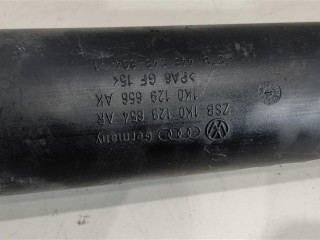 Germany
ZSB 1K0 129 654 AR
1K0 129 656 AK
>PA6 GF 15<